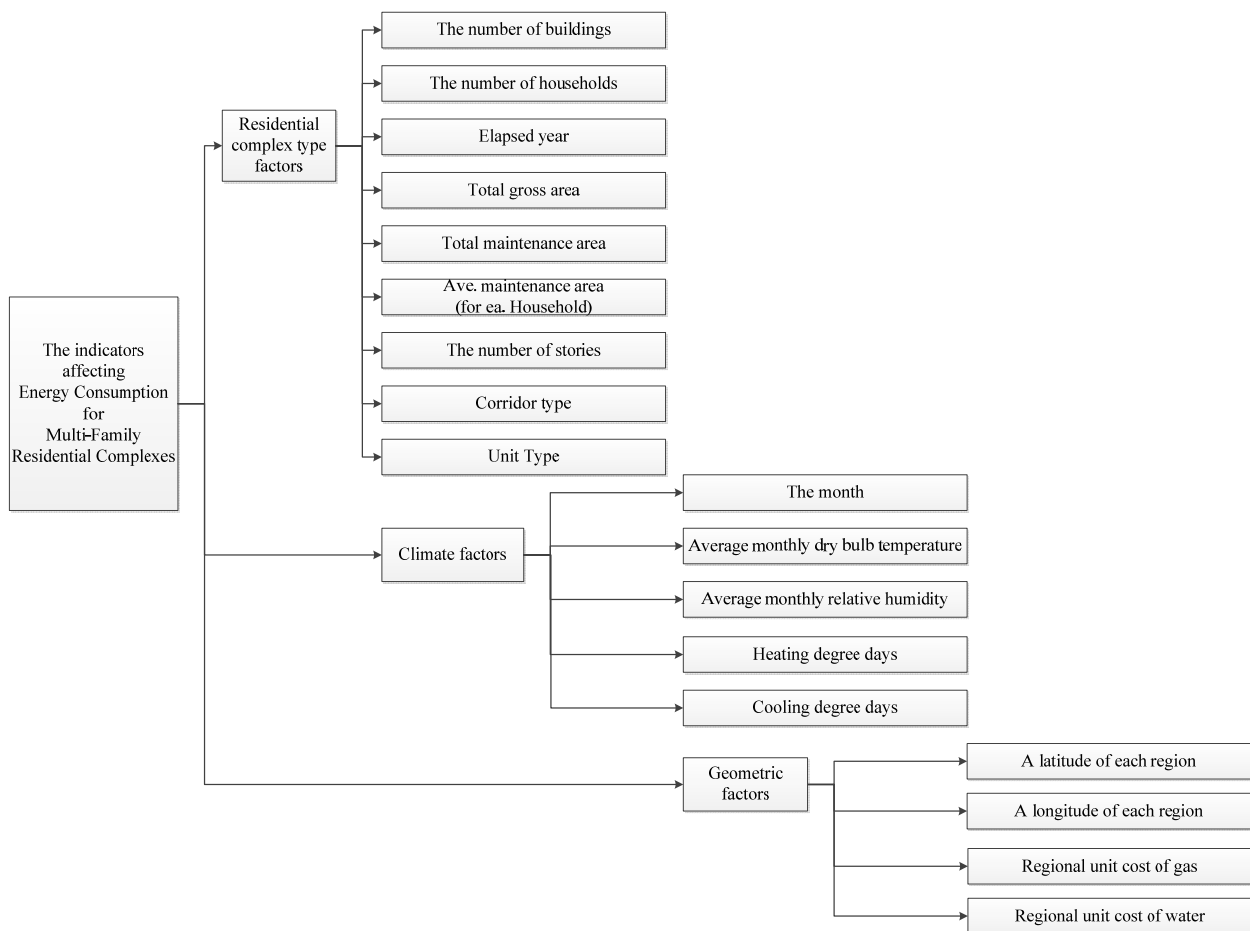 The number of buildings
The number of households
Residential
complex type
factors
Elapsed year
Total gross area
Total maintenance area
Ave. maintenance area
(for ea. Household)
The number of stories
Corridor type
Unit Type
The indicators
affecting
Energy Consumption
for
Multi-Family
Residential Complexes
Climate factors
The month
Average monthly dry bulb temperature
Average monthly relative humidity
Heating degree days
Cooling degree days
Geometric
factors
A latitude of each region
A longitude of each region
Regional unit cost of gas
Regional unit cost of water